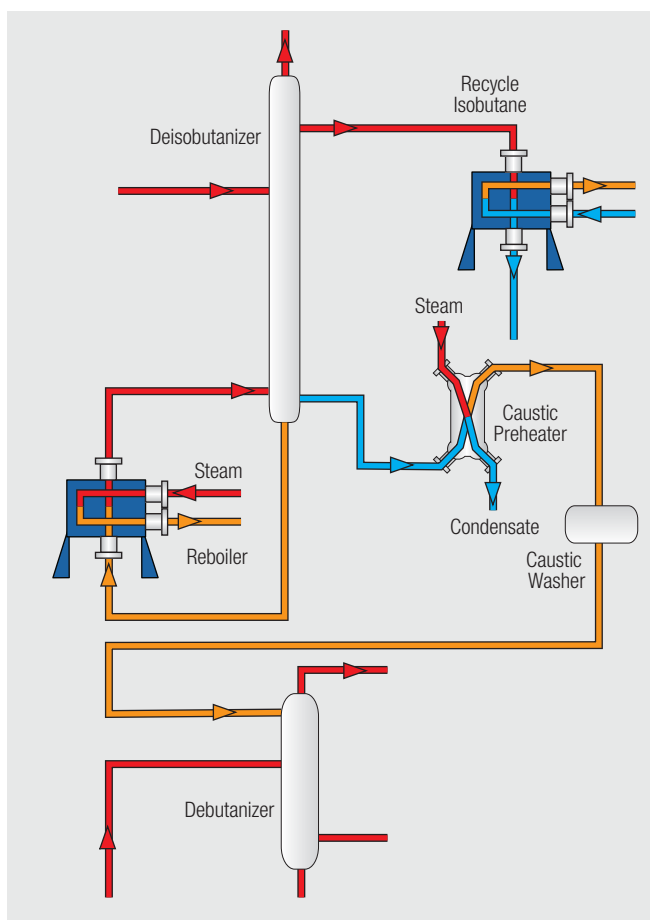 Recycle
Isobutane
Deisobutanizer
Steam
Caustic
Preheater
Steam
Condensate
Reboiler
Caustic
Washer
Debutanizer